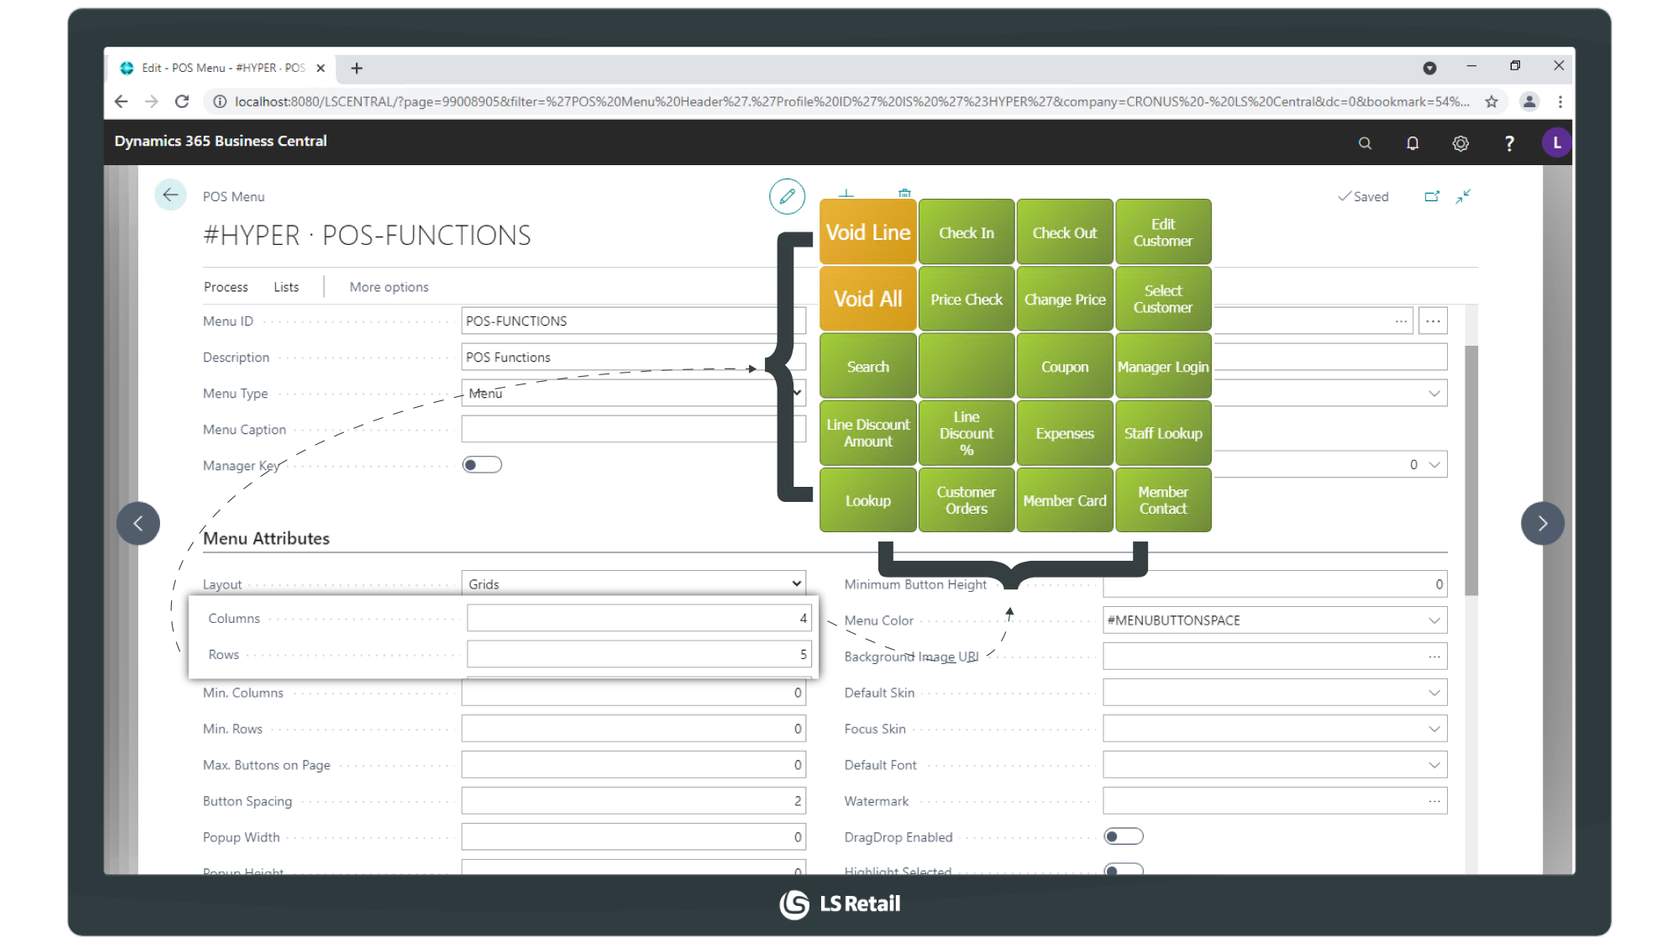 Edit - POS Menu - #HYPER · POS
localhost:8080/LSCENTRAL/?page=99008905&filter=%27POS%20Menu%20Header%27.%27Profile%20ID%27%20IS%20%27%23HYPER%27&company=CRONUS%20-%20LS%20Central&dc=0&bookmark=54%...
Dynamics 365 Business Central
?
L
POS Menu
Saved
#HYPER · POS-FUNCTIONS
Process
Lists
More options
Menu ID
POS-FUNCTIONS
Description
POS Functions
Menu Type
Menu
Menu Caption
Manager Key
0
Void Line
Check In
Check Out
Edit
Customer
Void All
Price Check
Change Price
Select
Customer
Search
Coupon
Manager Login
Line Discount
Amount
Line
Discount
%
Expenses
Staff Lookup
Lookup
Customer
Orders
Member Card
Member
Contact
Menu Attributes
Layout
Grids
Columns
4
Rows
5
Min. Columns
0
Min. Rows
0
Max. Buttons on Page
0
Button Spacing
2
Popup Width
0
Popup Height
0
Minimum Button Height
0
Menu Color
#MENUBUTTONSPACE
Background Image URI
Default Skin
Focus Skin
Default Font
Watermark
DragDrop Enabled
Highlight Selected
LS Retail